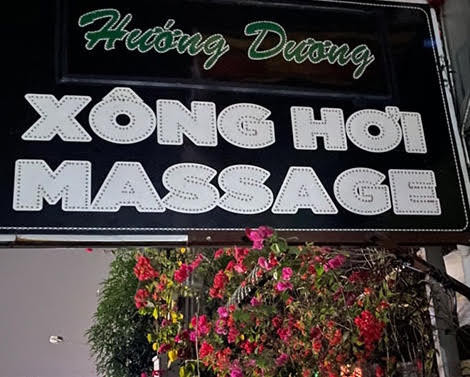 Hướng Dương
XÔNG HƠI
MASSAGE